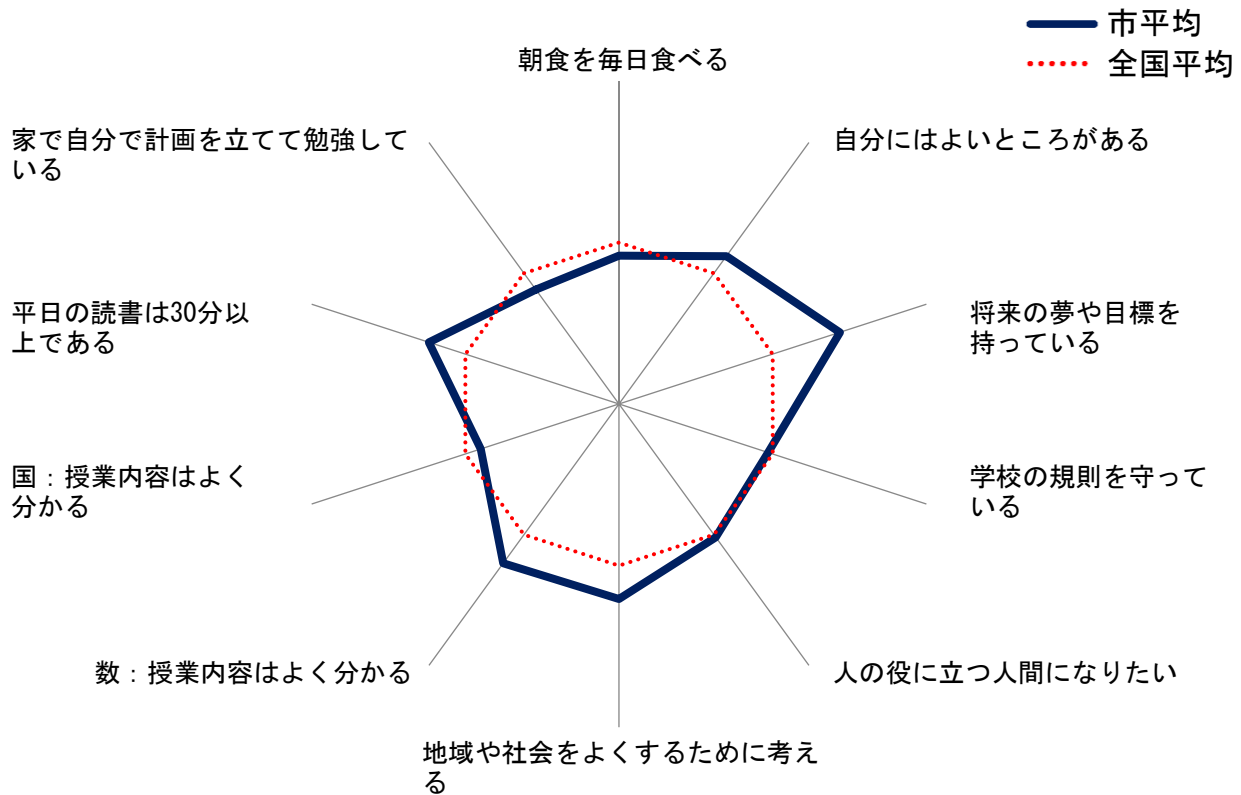 市平均
全国平均
朝食を毎日食べる
自分にはよいところがある
将来の夢や目標を
持っている
学校の規則を守って
いる
人の役に立つ人間になりたい
地域や社会をよくするために考え
る
数：授業内容はよく分かる
国：授業内容はよく
分かる
平日の読書は30分以
上である
家で自分で計画を立てて勉強して
いる